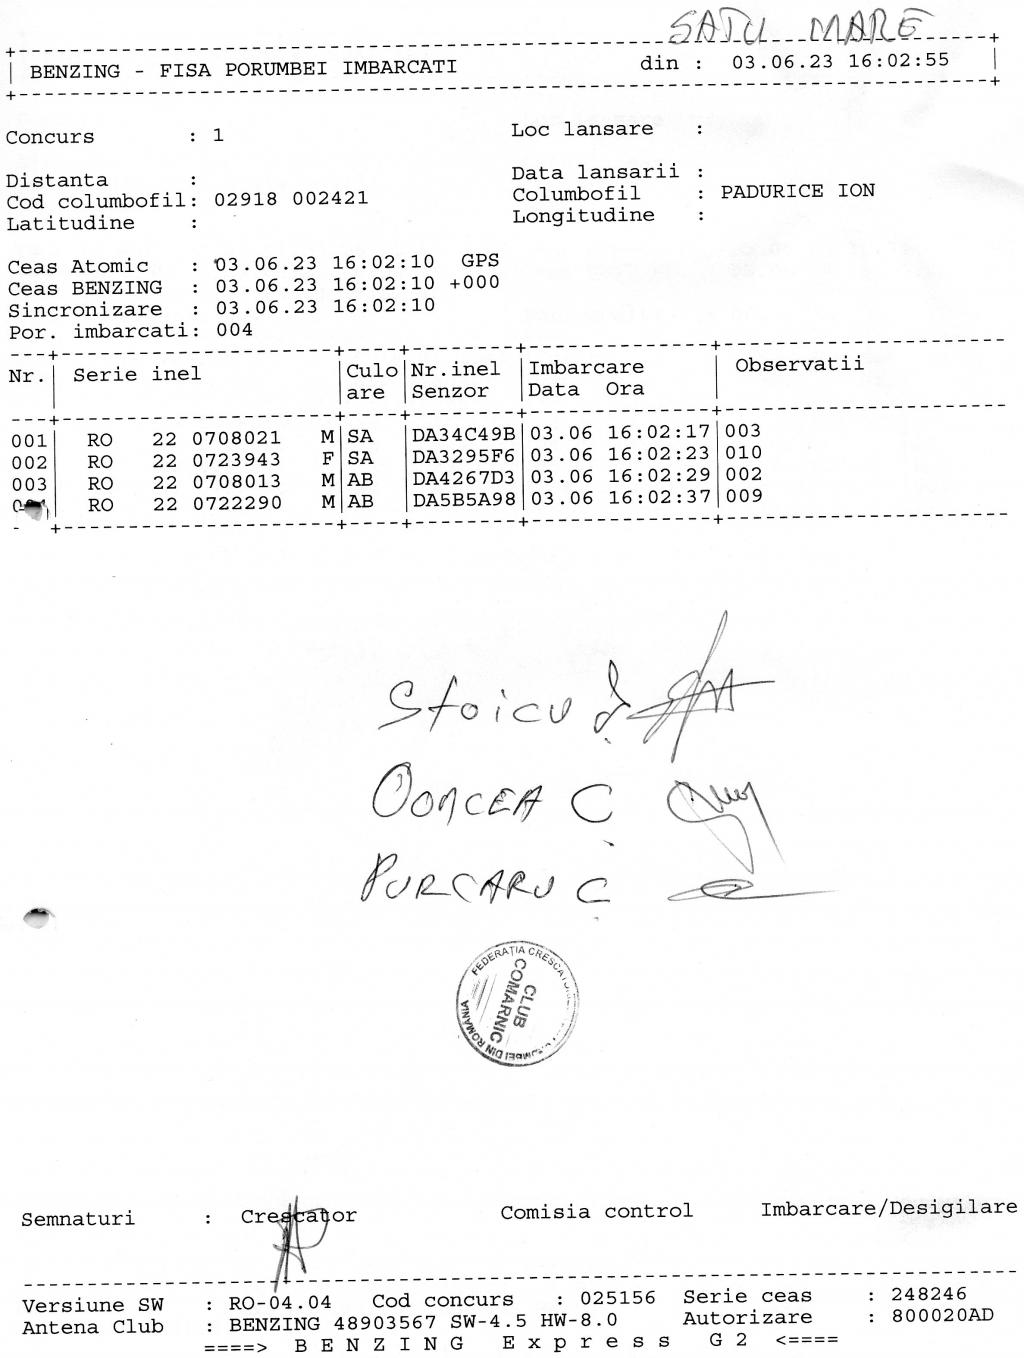 SATU MARE
BENZING - FISA PORUMBEI IMBARCATI din : 03.06.23 16:02:55
Concurs : 1 Loc lansare :
Distanta : Data lansarii :
Cod columbofil: 02918 002421 Columbofil : PADURICE ION
Latitudine : Longitudine :
Ceas Atomic : 03.06.23 16:02:10 GPS
Ceas BENZING : 03.06.23 16:02:10 +000
Sincronizare : 03.06.23 16:02:10
Por. imbarcati: 004
Nr. | Serie inel | Culo | Nr.inel | Imbarcare | Observatii
are | Senzor | Data Ora
001 | RO 22 0708021 M | SA | DA34C49B | 03.06 16:02:17 | 003
002 | RO 22 0723943 F | SA | DA3295F6 | 03.06 16:02:23 | 010
003 | RO 22 0708013 M | AB | DA4267D3 | 03.06 16:02:29 | 002
RO 22 0722290 M | AB | DA5B5A98 | 03.06 16:02:37 | 009
Stoicu
C
PURCARU C
FEDERATIA
CLUB
COMARNIC
DIN ROMANIA
Semnaturi : Crescator Comisia control Imbarcare/Desigilare
Versiune SW : RO-04.04 Cod concurs : 025156 Serie ceas : 248246
Antena Club : BENZING 48903567 SW-4.5 HW-8.0 Autorizare : 800020AD
====> B E N Z I N G E x p r e s s G 2 <====